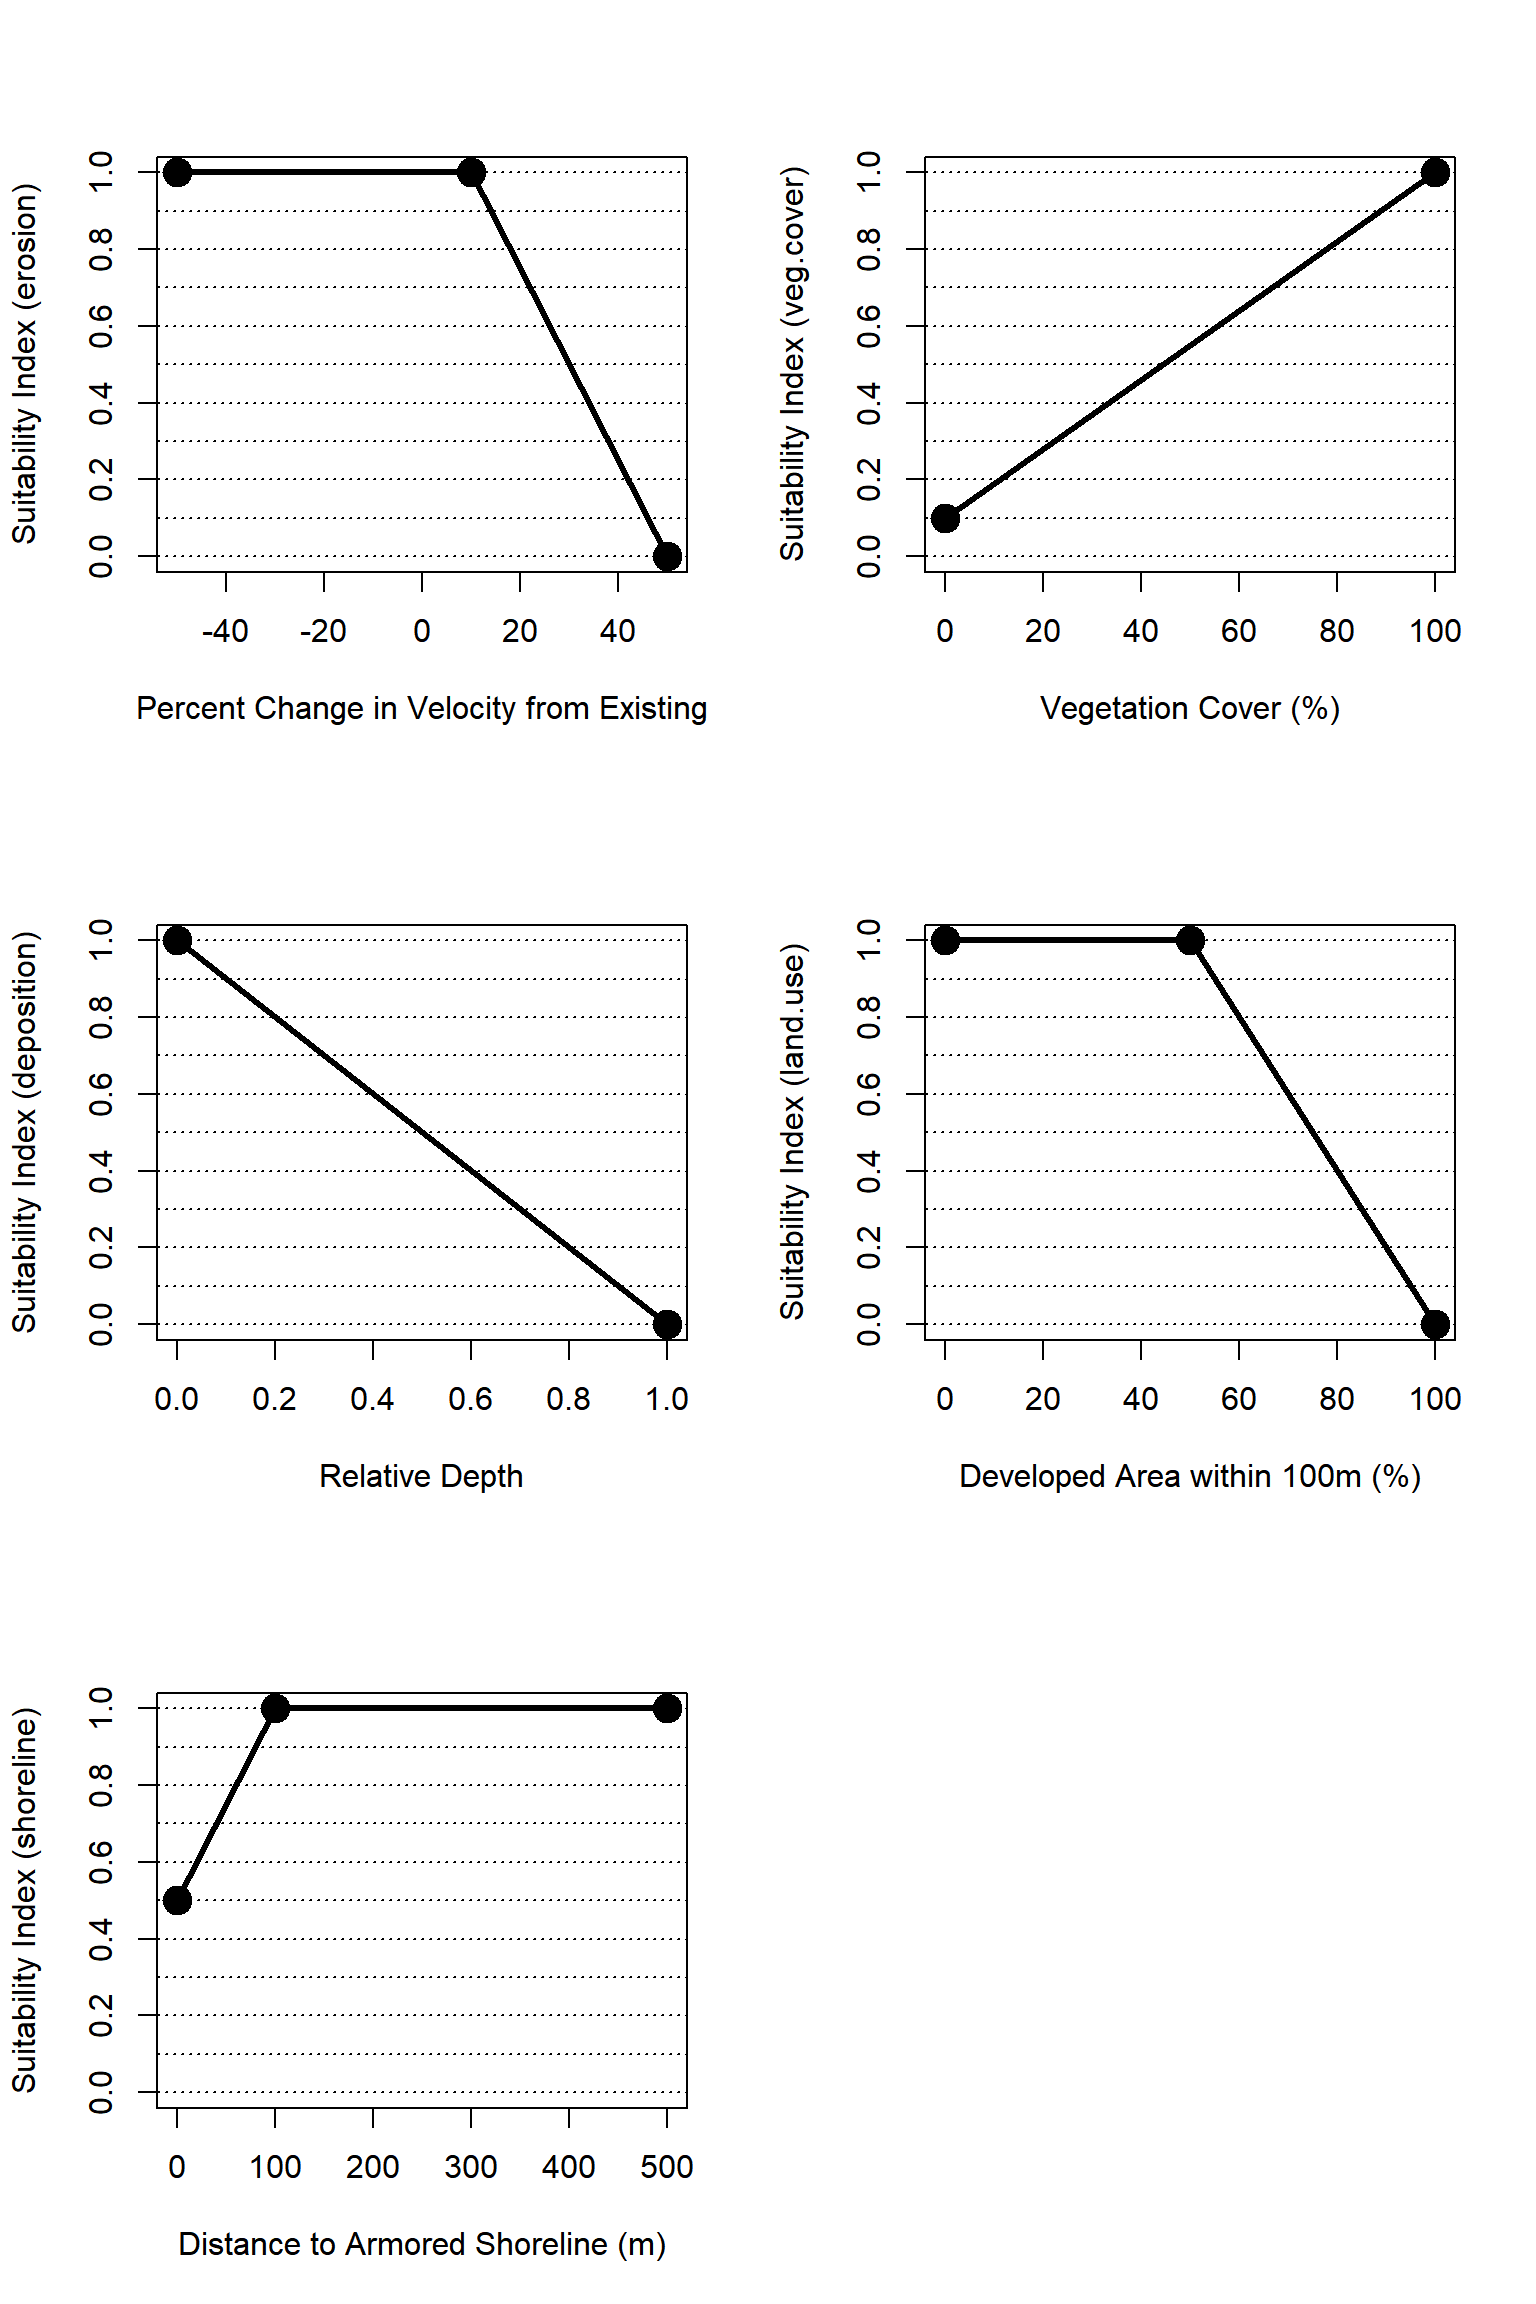 Suitability Index (erosion)
1.0
0.8
0.6
0.4
0.2
0.0
-40 -20 0 20 40
Percent Change in Velocity from Existing
Suitability Index (veg.cover)
1.0
0.8
0.6
0.4
0.2
0.0
0 20 40 60 80 100
Vegetation Cover (%)
Suitability Index (deposition)
1.0
0.8
0.6
0.4
0.2
0.0
0.0 0.2 0.4 0.6 0.8 1.0
Relative Depth
Suitability Index (land.use)
1.0
0.8
0.6
0.4
0.2
0.0
0 20 40 60 80 100
Developed Area within 100m (%)
Suitability Index (shoreline)
1.0
0.8
0.6
0.4
0.2
0.0
0 100 200 300 400 500
Distance to Armored Shoreline (m)